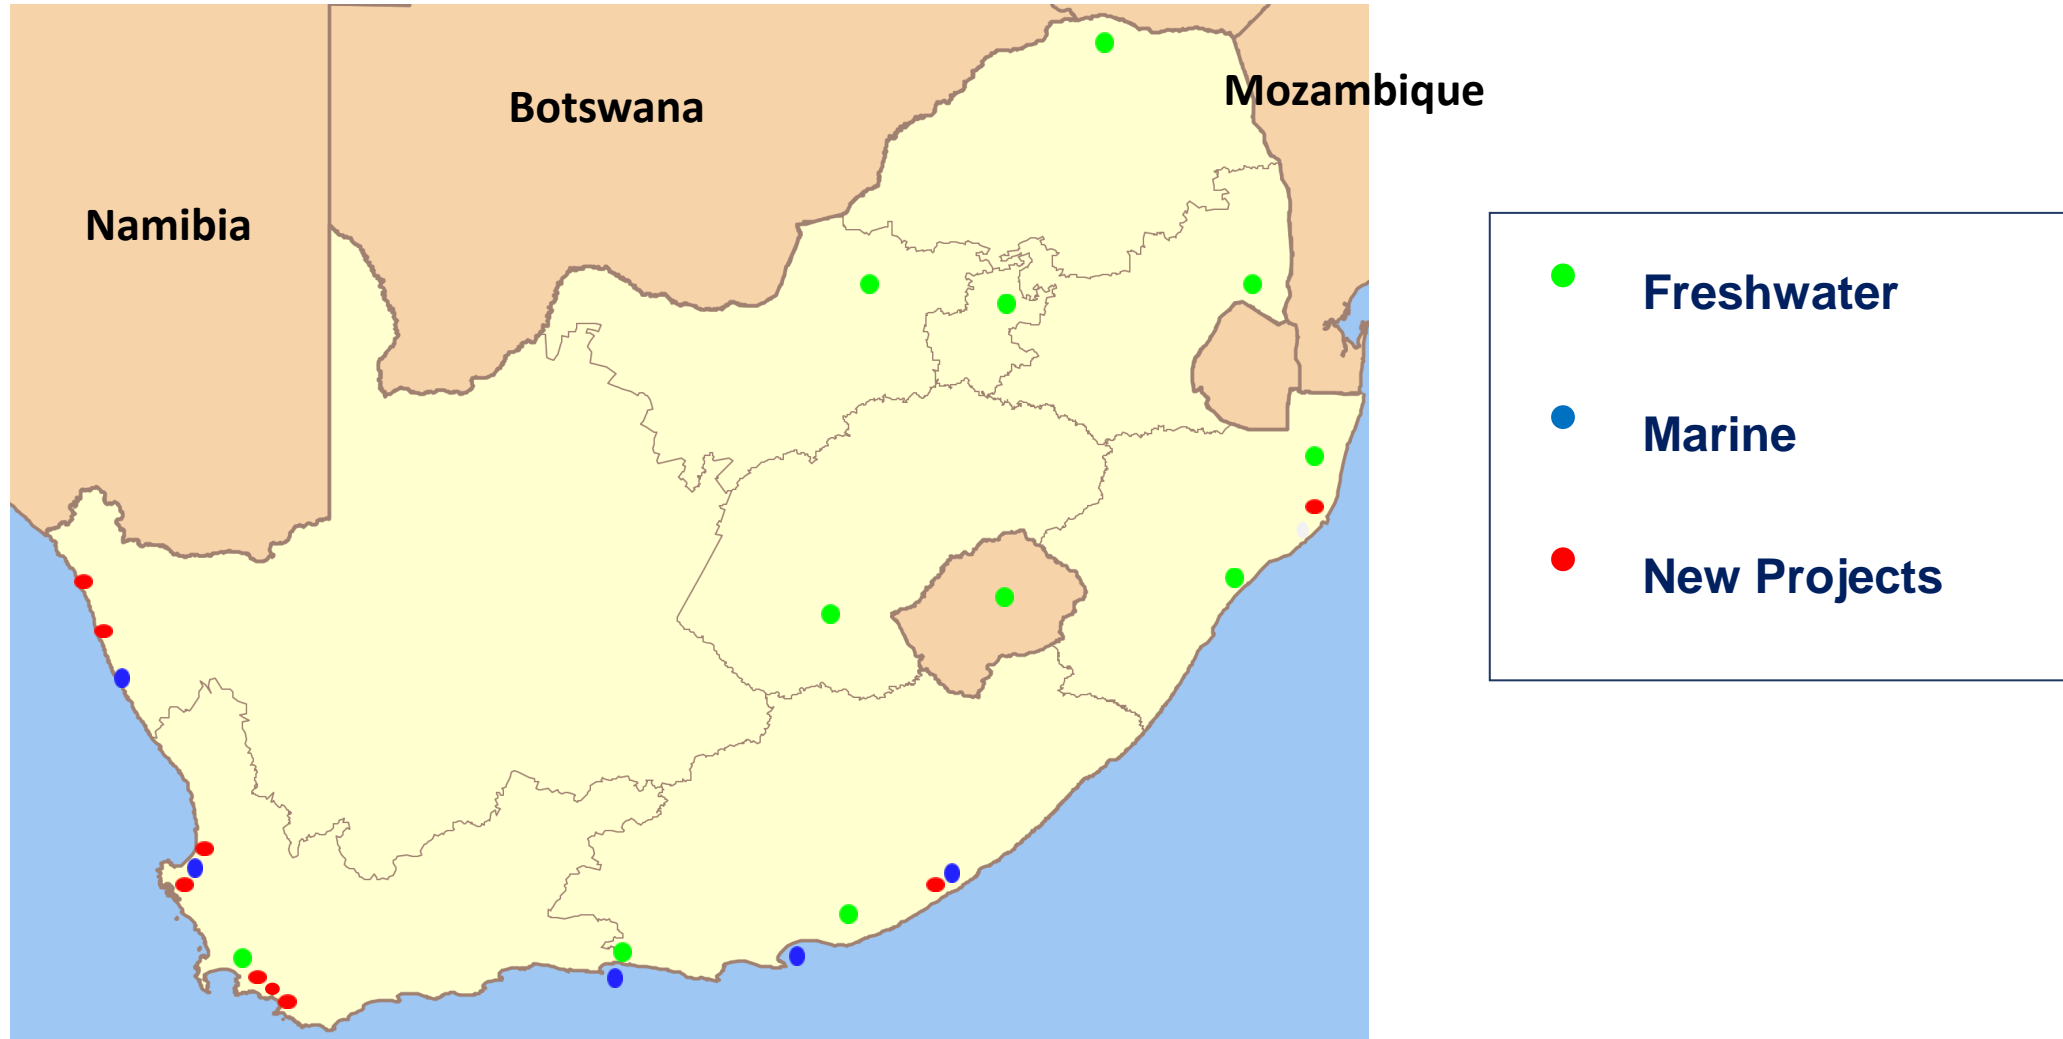 Botswana
Mozambique
Namibia
Freshwater
Marine
New Projects